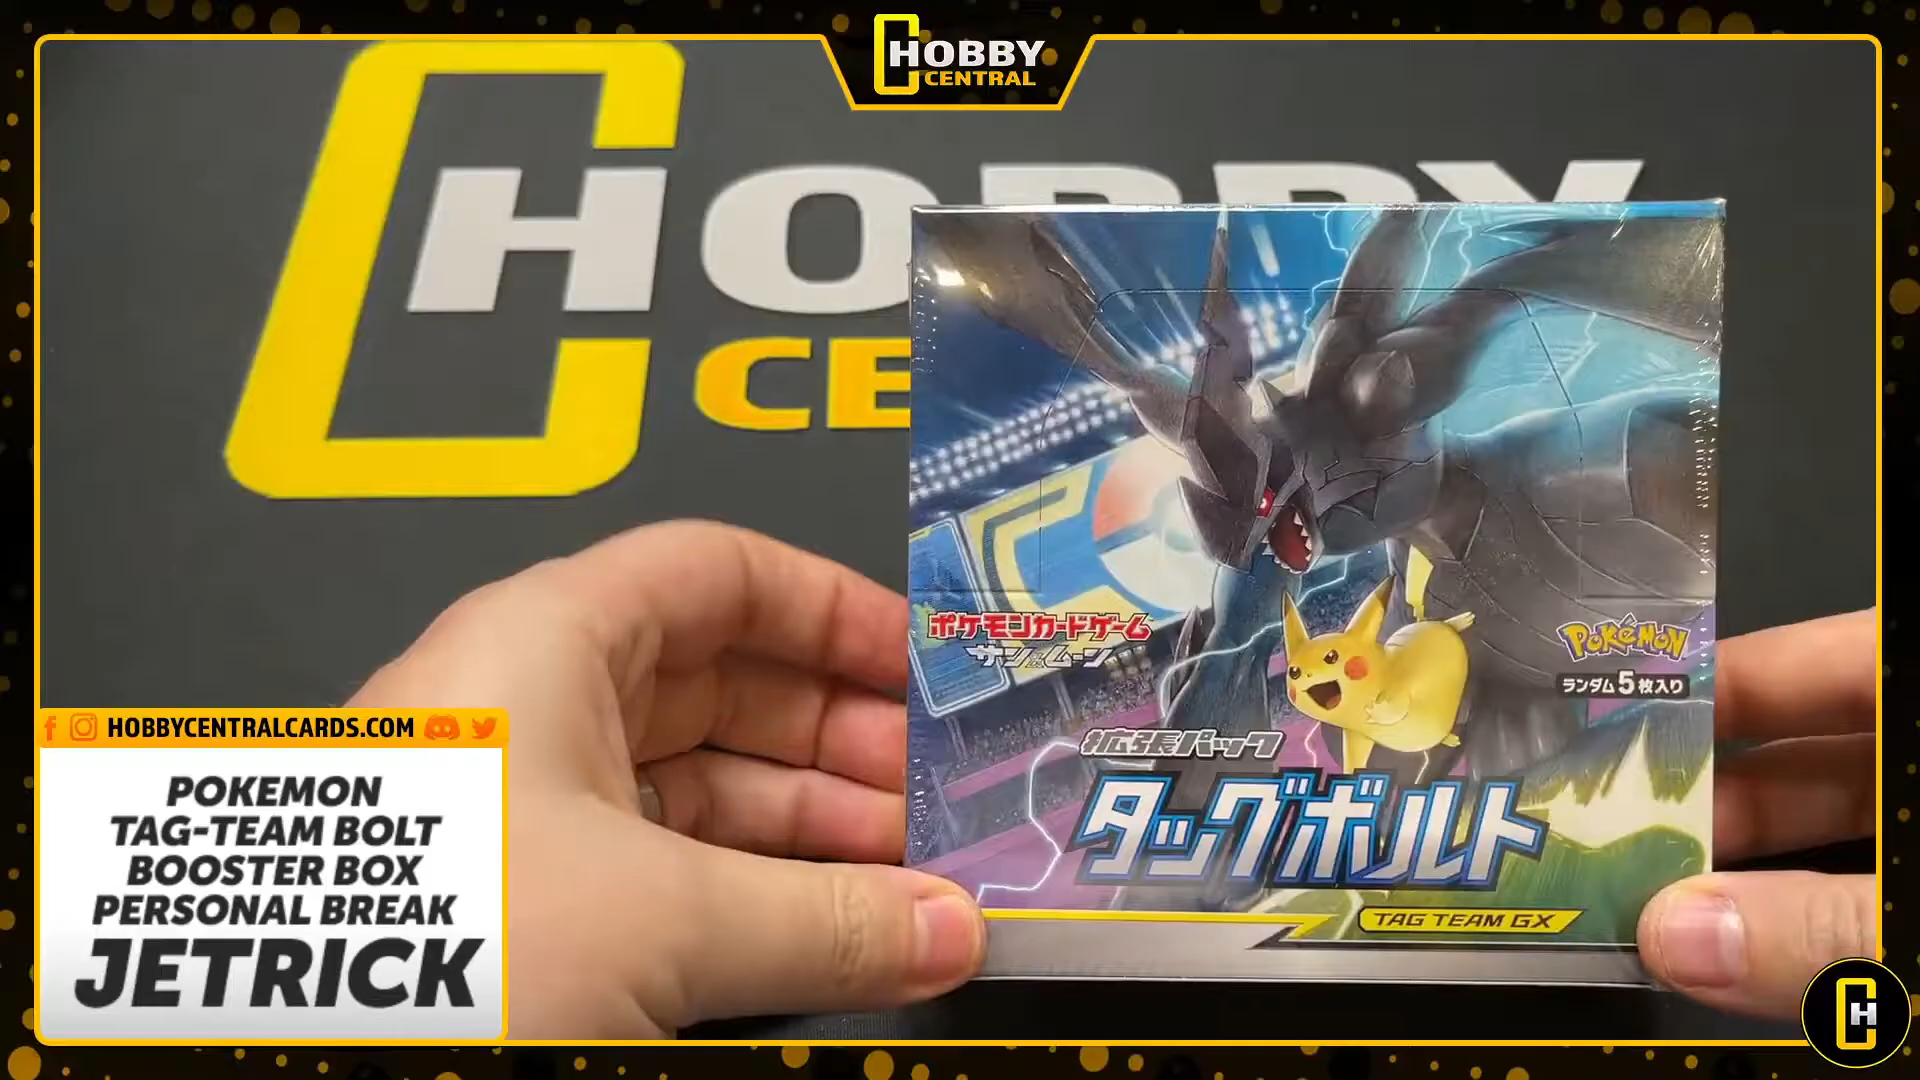 HOBBY
CENTRAL
HO
CE
ポケモンカードゲーム
サン&ムーン
POKéMON
ランダム5枚入り
拡張パック
タッグボルト
TAG TEAM GX
HOBBYCENTRALCARDS.COM
POKEMON
TAG-TEAM BOLT
BOOSTER BOX
PERSONAL BREAK
JETRICK
CH